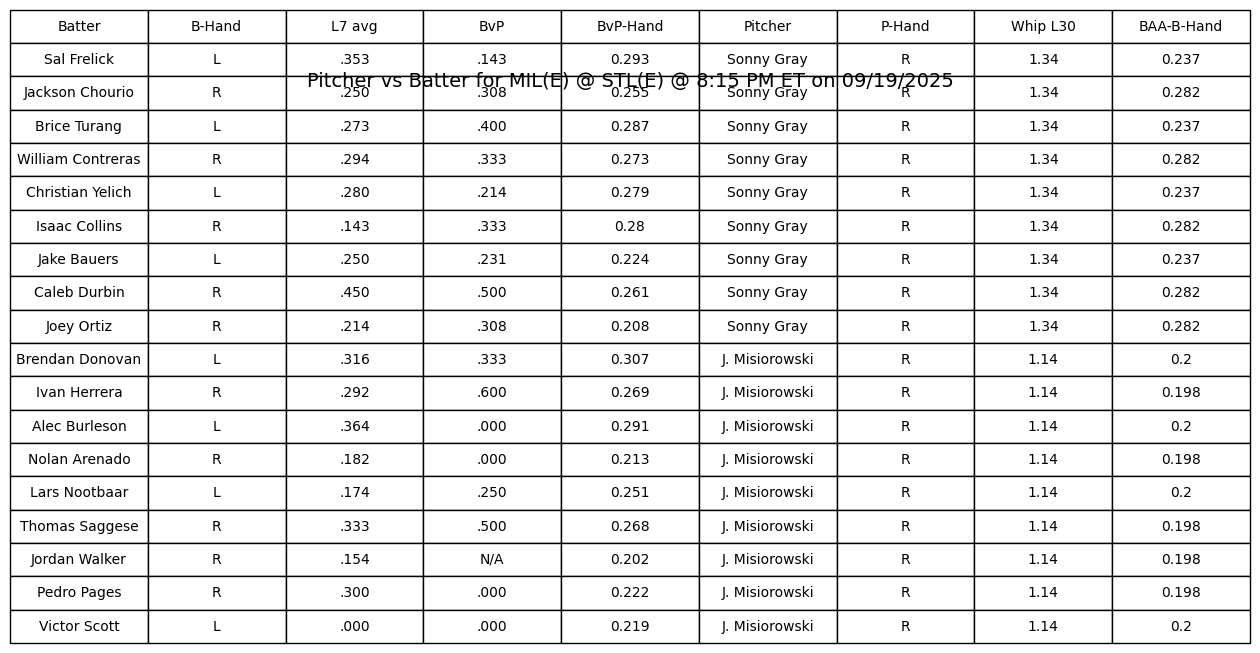 Batter B-Hand L7 avg BvP BvP-Hand Pitcher P-Hand Whip L30 BAA-B-Hand
Sal Frelick L .353 .143 0.293 Sonny Gray R 1.34 0.237
Pitcher vs Batter for MIL(E) @ STL(E) @ 8:15 PM ET on 09/19/2025
Jackson Chourio R .250 .308 0.255 Sonny Gray R 1.34 0.282
Brice Turang L .273 .400 0.287 Sonny Gray R 1.34 0.237
William Contreras R .294 .333 0.273 Sonny Gray R 1.34 0.282
Christian Yelich L .280 .214 0.279 Sonny Gray R 1.34 0.237
Isaac Collins R .143 .333 0.28 Sonny Gray R 1.34 0.282
Jake Bauers L .250 .231 0.224 Sonny Gray R 1.34 0.237
Caleb Durbin R .450 .500 0.261 Sonny Gray R 1.34 0.282
Joey Ortiz R .214 .308 0.208 Sonny Gray R 1.34 0.282
Brendan Donovan L .316 .333 0.307 J. Misiorowski R 1.14 0.2
Ivan Herrera R .292 .600 0.269 J. Misiorowski R 1.14 0.198
Alec Burleson L .364 .000 0.291 J. Misiorowski R 1.14 0.2
Nolan Arenado R .182 .000 0.213 J. Misiorowski R 1.14 0.198
Lars Nootbaar L .174 .250 0.251 J. Misiorowski R 1.14 0.2
Thomas Saggese R .333 .500 0.268 J. Misiorowski R 1.14 0.198
Jordan Walker R .154 N/A 0.202 J. Misiorowski R 1.14 0.198
Pedro Pages R .300 .000 0.222 J. Misiorowski R 1.14 0.198
Victor Scott L .000 .000 0.219 J. Misiorowski R 1.14 0.2